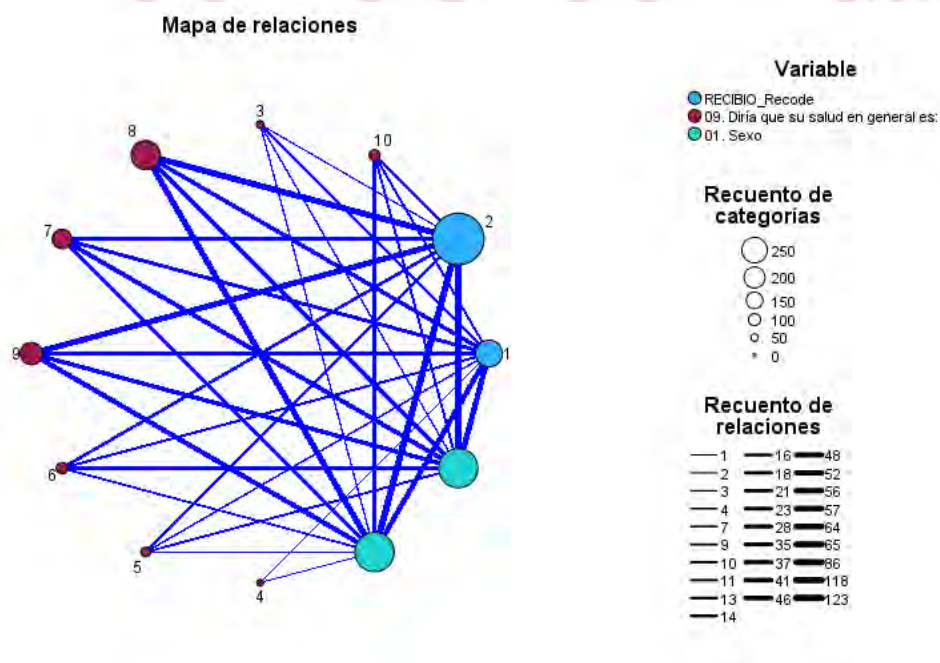 Mapa de relaciones
3
10
8
7
2
9
1
6
5
4
Variable
RECIBIO_Recode
09. Diría que su salud en general es:
01. Sexo
Recuento de
categorías
250
200
150
100
50
0
Recuento de
relaciones
1 16 48
2 18 52
3 21 56
4 23 57
7 28 64
9 35 65
10 37 86
11 41 118
13 46 123
14